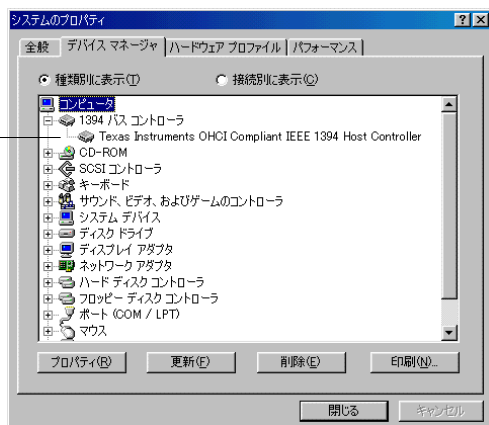 システムのプロパティ
全般 デバイス マネージャ ハードウェア プロファイル パフォーマンス
種類別に表示(T) 接続別に表示(C)
コンピュータ
1394 バス コントローラ
Texas Instruments OHCI Compliant IEEE 1394 Host Controller
CD-ROM
SCSI コントローラ
キーボード
サウンド、ビデオ、およびゲームのコントローラ
システム デバイス
ディスク ドライブ
ディスプレイ アダプタ
ネットワーク アダプタ
ハード ディスク コントローラ
フロッピー ディスク コントローラ
ポート (COM / LPT)
マウス
プロパティ(R) 更新(F) 削除(E) 印刷(N)...
閉じる キャンセル